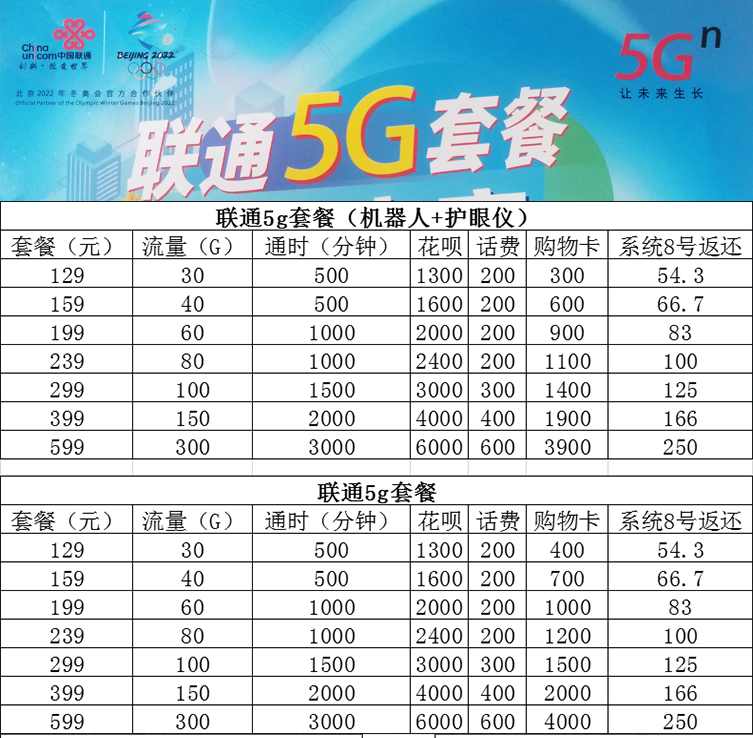 China
unicom中国联通
创新·改变世界
BEIJING 2022
北京2022年冬奥会官方合作伙伴
Official Partner of the Olympic Winter Games Beijing 2022
5Gⁿ
让未来生长
联通5G套餐
联通5g套餐（机器人+护眼仪）
套餐（元） 流量（G） 通时（分钟） 花呗 话费 购物卡 系统8号返还
129 30 500 1300 200 300 54.3
159 40 500 1600 200 600 66.7
199 60 1000 2000 200 900 83
239 80 1000 2400 200 1100 100
299 100 1500 3000 300 1400 125
399 150 2000 4000 400 1900 166
599 300 3000 6000 600 3900 250
联通5g套餐
套餐（元） 流量（G） 通时（分钟） 花呗 话费 购物卡 系统8号返还
129 30 500 1300 200 400 54.3
159 40 500 1600 200 700 66.7
199 60 1000 2000 200 1000 83
239 80 1000 2400 200 1200 100
299 100 1500 3000 300 1500 125
399 150 2000 4000 400 2000 166
599 300 3000 6000 600 4000 250